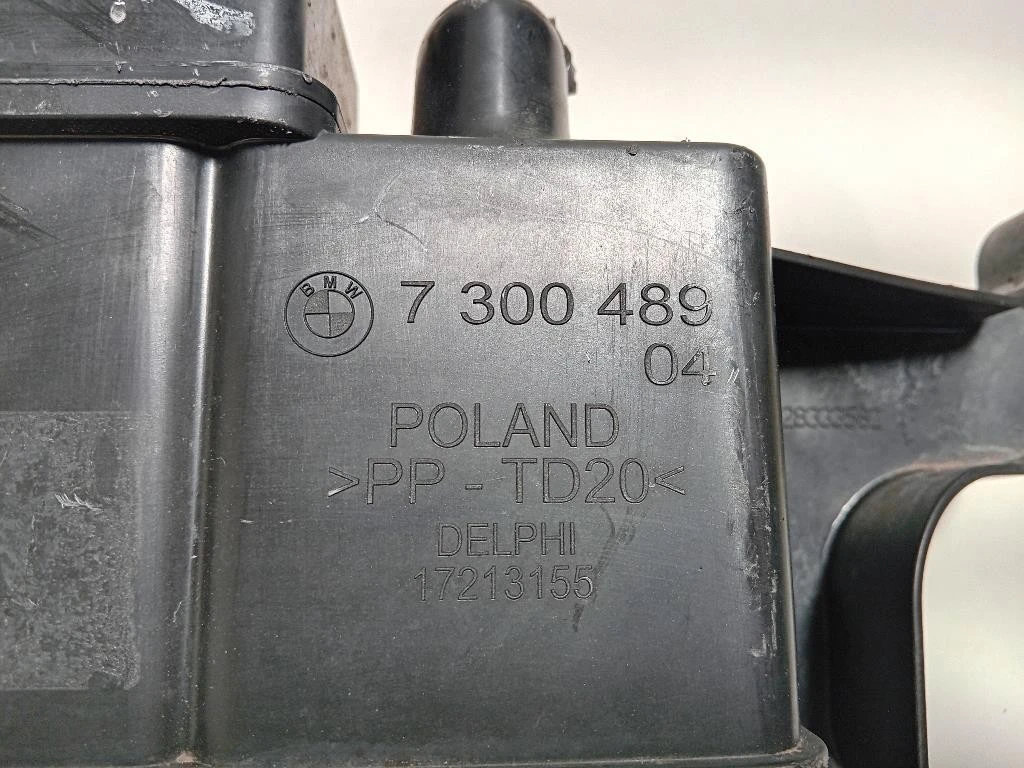 BMW 7 300 489
04
POLAND
>PP - TD20<
DELPHI
17213155